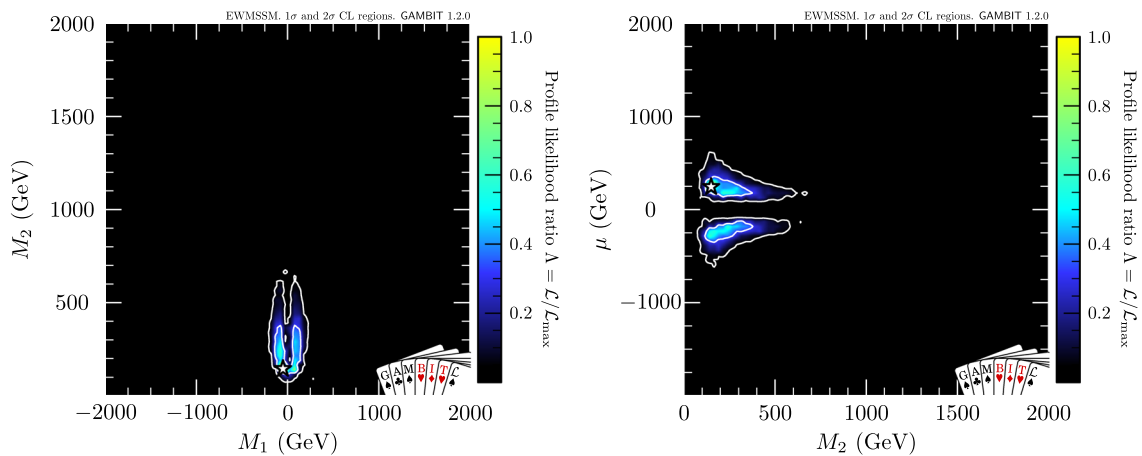 EWMSSM. 1σ and 2σ CL regions. GAMBIT 1.2.0
2000
1500
1000
500
M₂ (GeV)
−2000
−1000
0
1000
2000
M₁ (GeV)
1.0
0.8
0.6
0.4
0.2
Profile likelihood ratio Λ = ℒ/ℒmax
G A M B I T ℒ
EWMSSM. 1σ and 2σ CL regions. GAMBIT 1.2.0
2000
1000
0
−1000
μ (GeV)
0
500
1000
1500
2000
M₂ (GeV)
1.0
0.8
0.6
0.4
0.2
Profile likelihood ratio Λ = ℒ/ℒmax
G A M B I T ℒ